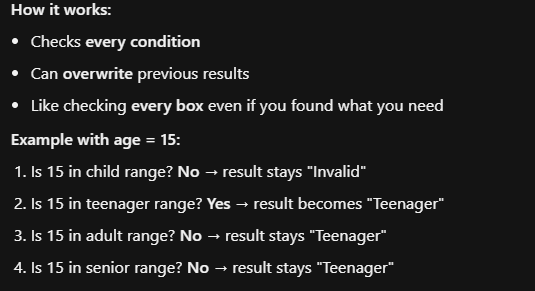 How it works:
• Checks every condition
• Can overwrite previous results
• Like checking every box even if you found what you need
Example with age = 15:
1. Is 15 in child range? No → result stays "Invalid"
2. Is 15 in teenager range? Yes → result becomes "Teenager"
3. Is 15 in adult range? No → result stays "Teenager"
4. Is 15 in senior range? No → result stays "Teenager"